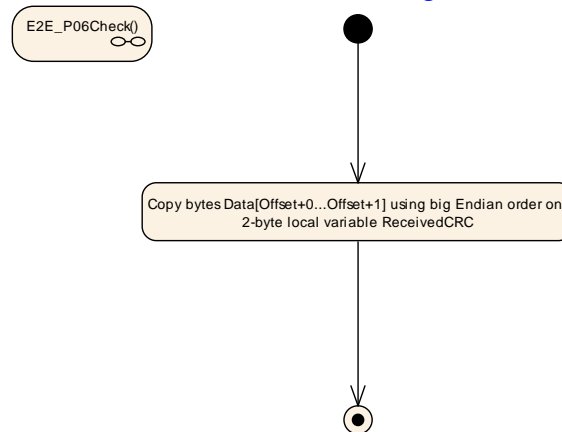 E2E_P06Check()
Copy bytes Data[Offset+0...Offset+1] using big Endian order on
2-byte local variable ReceivedCRC